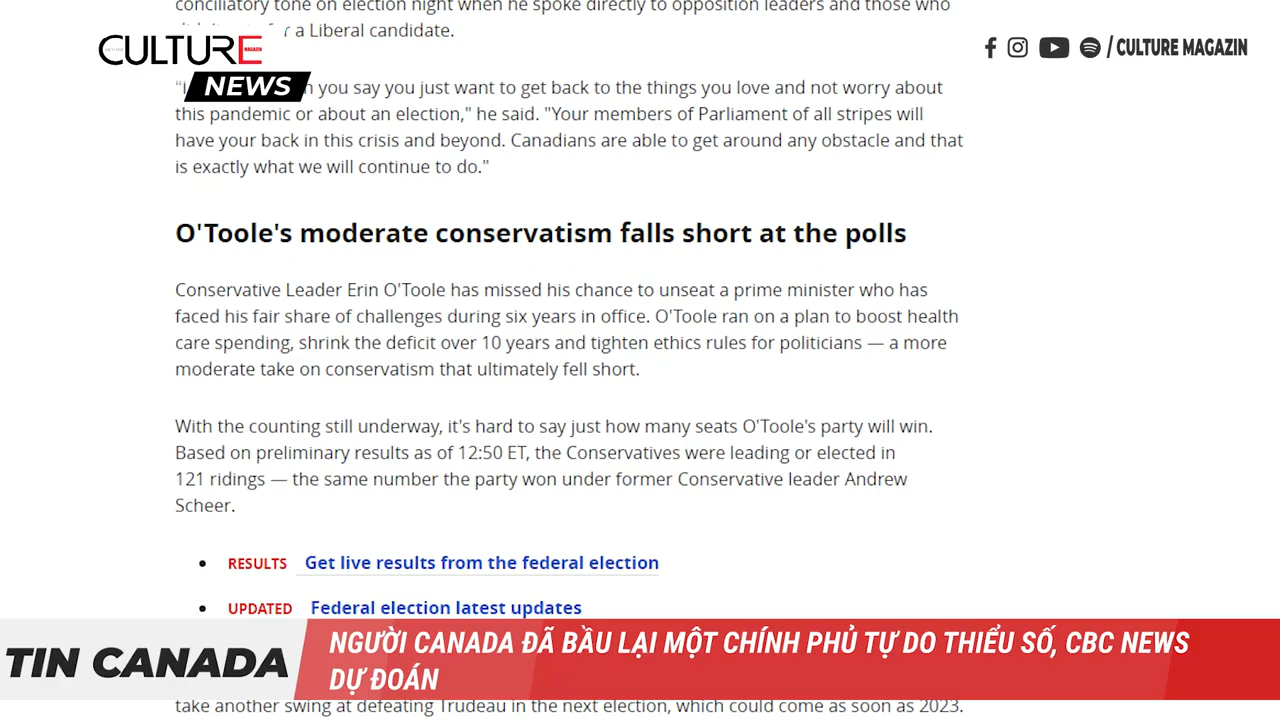 conciliatory tone on election night when he spoke directly to opposition leaders and those who
a Liberal candidate.
CULTURE
MAGAZIN
NEWS
/ CULTURE MAGAZIN
you say you just want to get back to the things you love and not worry about
this pandemic or about an election," he said. "Your members of Parliament of all stripes will
have your back in this crisis and beyond. Canadians are able to get around any obstacle and that
is exactly what we will continue to do."
O'Toole's moderate conservatism falls short at the polls
Conservative Leader Erin O'Toole has missed his chance to unseat a prime minister who has
faced his fair share of challenges during six years in office. O'Toole ran on a plan to boost health
care spending, shrink the deficit over 10 years and tighten ethics rules for politicians — a more
moderate take on conservatism that ultimately fell short.
With the counting still underway, it's hard to say just how many seats O'Toole's party will win.
Based on preliminary results as of 12:50 ET, the Conservatives were leading or elected in
121 ridings — the same number the party won under former Conservative leader Andrew
Scheer.
• RESULTS Get live results from the federal election
• UPDATED Federal election latest updates
TIN CANADA
NGƯỜI CANADA ĐÃ BẦU LẠI MỘT CHÍNH PHỦ TỰ DO THIỂU SỐ, CBC NEWS
DỰ ĐOÁN
take another swing at defeating Trudeau in the next election, which could come as soon as 2023.